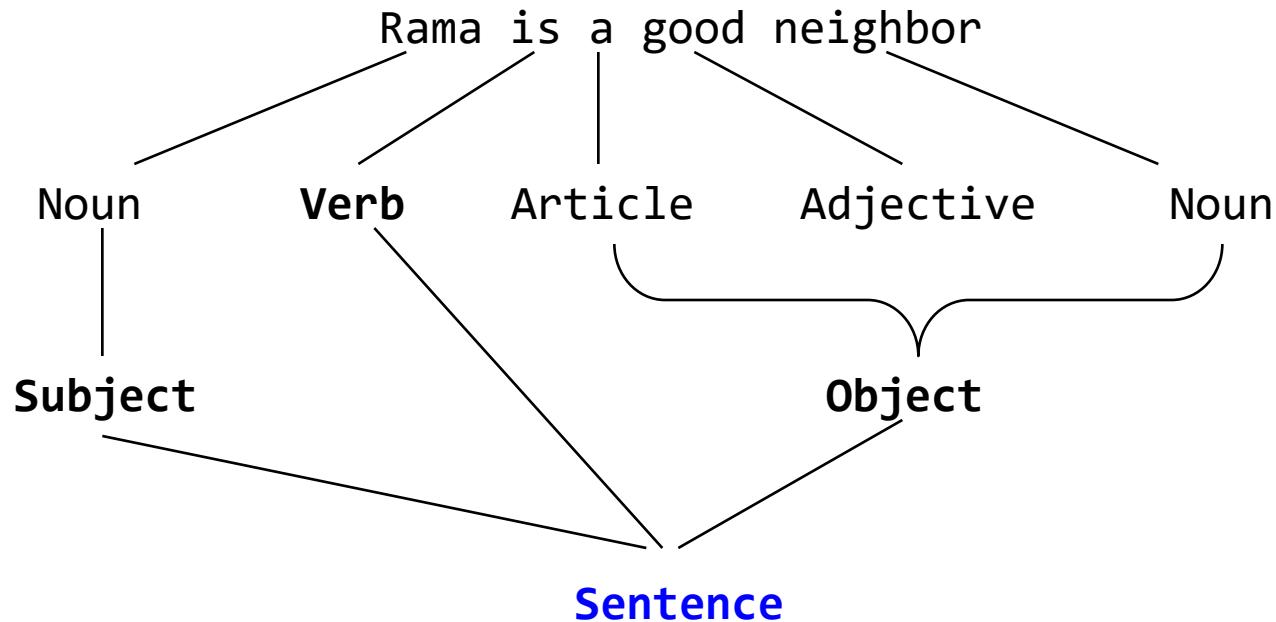 Rama is a good neighbor
Noun Verb Article Adjective Noun
Subject Object
Sentence